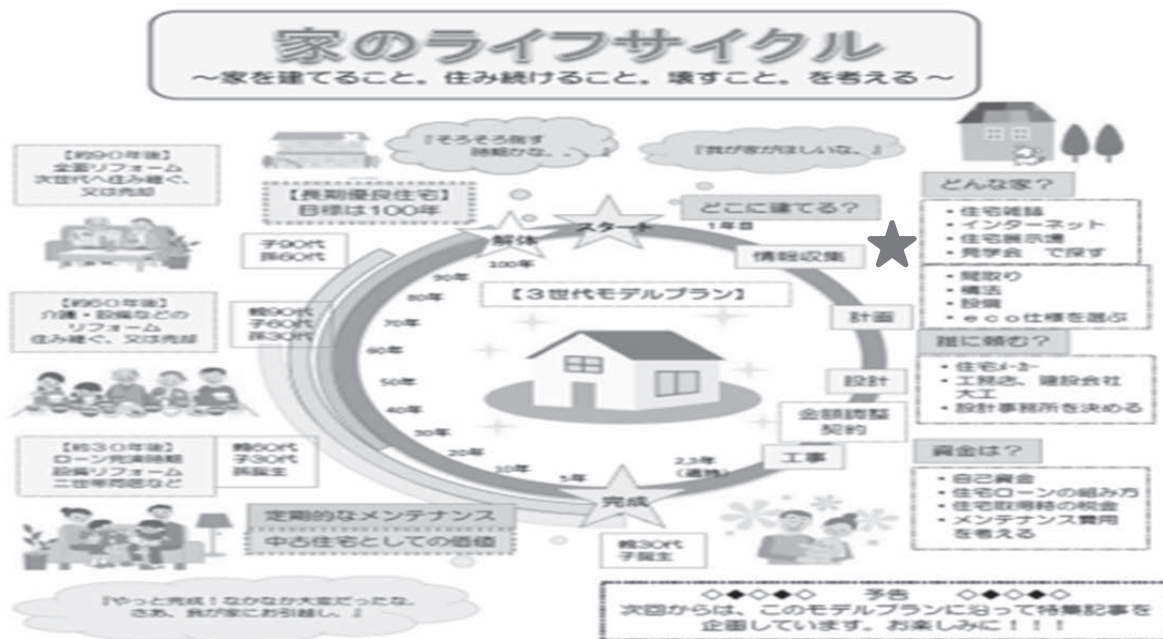 家のライフサイクル
～家を建てること。住み続けること。壊すこと。を考える～
『そろそろ壊す
時期かな。。。』
『我が家がほしいな。』
【約90年後】
全面リフォーム
次世代へ住み継ぐ、
又は売却
【長期優良住宅】
目標は100年
子90代
孫60代
解体
スタート
どこに建てる？
1年目
情報収集
どんな家？
・住宅雑誌
・インターネット
・住宅展示場
・見学会　で探す
・間取り
・構法
・設備
・eco仕様を選ぶ
【3世代モデルプラン】
100年
90年
80年
70年
60年
50年
40年
30年
20年
10年
5年
2,3年
計画
設計
金額調整
契約
工事
完成
【約60年後】
介護・設備などの
リフォーム
住み継ぐ、又は売却
親90代
子60代
孫30代
誰に頼む？
・住宅ﾒｰｶｰ
・工務店、建設会社
大工
・設計事務所を決める
【約30年後】
ローン完済時期
設備リフォーム
二世帯同居など
親60代
子30代
孫誕生
資金は？
・自己資金
・住宅ローンの組み方
・住宅取得時の税金
・メンテナンス費用
を考える
定期的なメンテナンス
中古住宅としての価値
親30代
子誕生
『やっと完成！なかなか大変だったな。
さあ、我が家にお引越し。』
◇◆◇◆◇　予告　◇◆◇◆◇
次回からは、このモデルプランに沿って特集記事を
企画しています。お楽しみに！！！